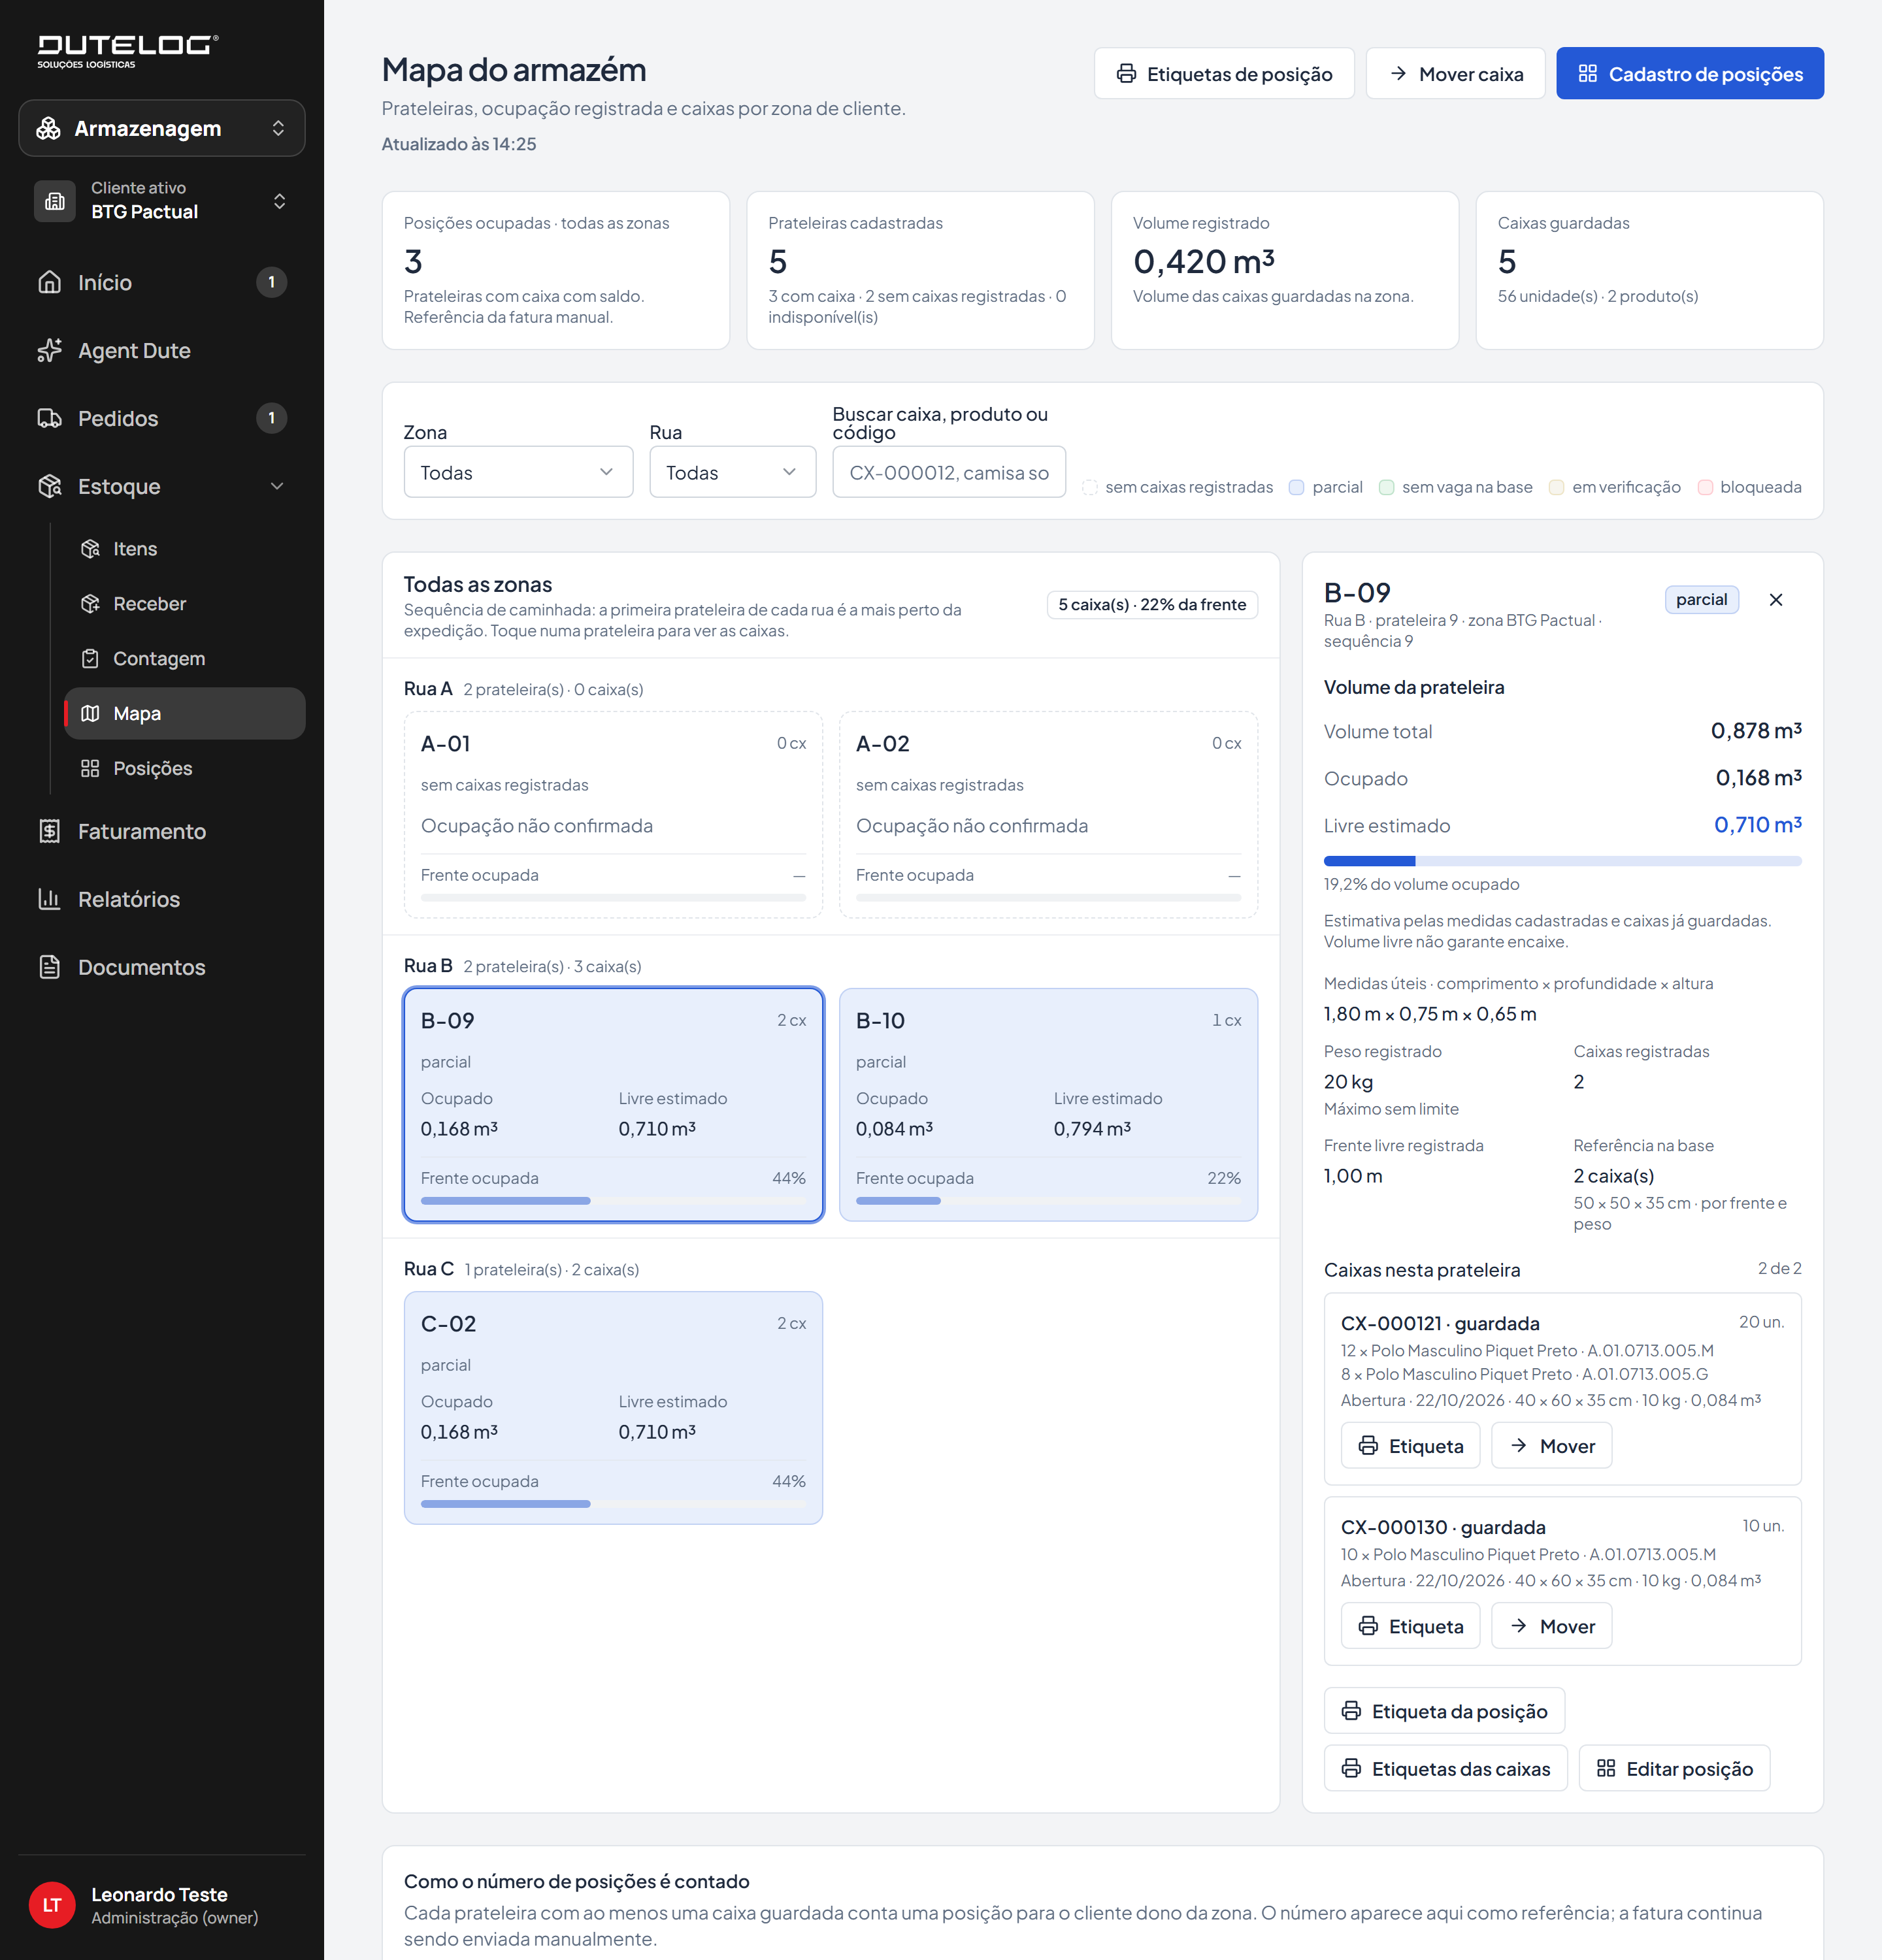 DUTELOG®
SOLUÇÕES LOGÍSTICAS
Armazenagem
Cliente ativo
BTG Pactual
Início 1
Agent Dute
Pedidos 1
Estoque
Itens
Receber
Contagem
Mapa
Posições
Faturamento
Relatórios
Documentos
LT
Leonardo Teste
Administração (owner)
Mapa do armazém
Prateleiras, ocupação registrada e caixas por zona de cliente.
Atualizado às 14:25
Etiquetas de posição
Mover caixa
Cadastro de posições
Posições ocupadas · todas as zonas
3
Prateleiras com caixa com saldo.
Referência da fatura manual.
Prateleiras cadastradas
5
3 com caixa · 2 sem caixas registradas · 0
indisponível(is)
Volume registrado
0,420 m³
Volume das caixas guardadas na zona.
Caixas guardadas
5
56 unidade(s) · 2 produto(s)
Zona
Todas
Rua
Todas
Buscar caixa, produto ou
código
CX-000012, camisa so
sem caixas registradas
parcial
sem vaga na base
em verificação
bloqueada
Todas as zonas
Sequência de caminhada: a primeira prateleira de cada rua é a mais perto da
expedição. Toque numa prateleira para ver as caixas.
5 caixa(s) · 22% da frente
Rua A 2 prateleira(s) · 0 caixa(s)
A-01 0 cx
sem caixas registradas
Ocupação não confirmada
Frente ocupada —
A-02 0 cx
sem caixas registradas
Ocupação não confirmada
Frente ocupada —
Rua B 2 prateleira(s) · 3 caixa(s)
B-09 2 cx
parcial
Ocupado Livre estimado
0,168 m³ 0,710 m³
Frente ocupada 44%
B-10 1 cx
parcial
Ocupado Livre estimado
0,084 m³ 0,794 m³
Frente ocupada 22%
Rua C 1 prateleira(s) · 2 caixa(s)
C-02 2 cx
parcial
Ocupado Livre estimado
0,168 m³ 0,710 m³
Frente ocupada 44%
B-09 parcial
Rua B · prateleira 9 · zona BTG Pactual ·
sequência 9
Volume da prateleira
Volume total 0,878 m³
Ocupado 0,168 m³
Livre estimado 0,710 m³
19,2% do volume ocupado
Estimativa pelas medidas cadastradas e caixas já guardadas.
Volume livre não garante encaixe.
Medidas úteis · comprimento × profundidade × altura
1,80 m × 0,75 m × 0,65 m
Peso registrado Caixas registradas
20 kg 2
Máximo sem limite
Frente livre registrada Referência na base
1,00 m 2 caixa(s)
50 × 50 × 35 cm · por frente e
peso
Caixas nesta prateleira 2 de 2
CX-000121 · guardada 20 un.
12 × Polo Masculino Piquet Preto · A.01.0713.005.M
8 × Polo Masculino Piquet Preto · A.01.0713.005.G
Abertura · 22/10/2026 · 40 × 60 × 35 cm · 10 kg · 0,084 m³
Etiqueta Mover
CX-000130 · guardada 10 un.
10 × Polo Masculino Piquet Preto · A.01.0713.005.M
Abertura · 22/10/2026 · 40 × 60 × 35 cm · 10 kg · 0,084 m³
Etiqueta Mover
Etiqueta da posição
Etiquetas das caixas Editar posição
Como o número de posições é contado
Cada prateleira com ao menos uma caixa guardada conta uma posição para o cliente dono da zona. O número aparece aqui como referência; a fatura continua
sendo enviada manualmente.